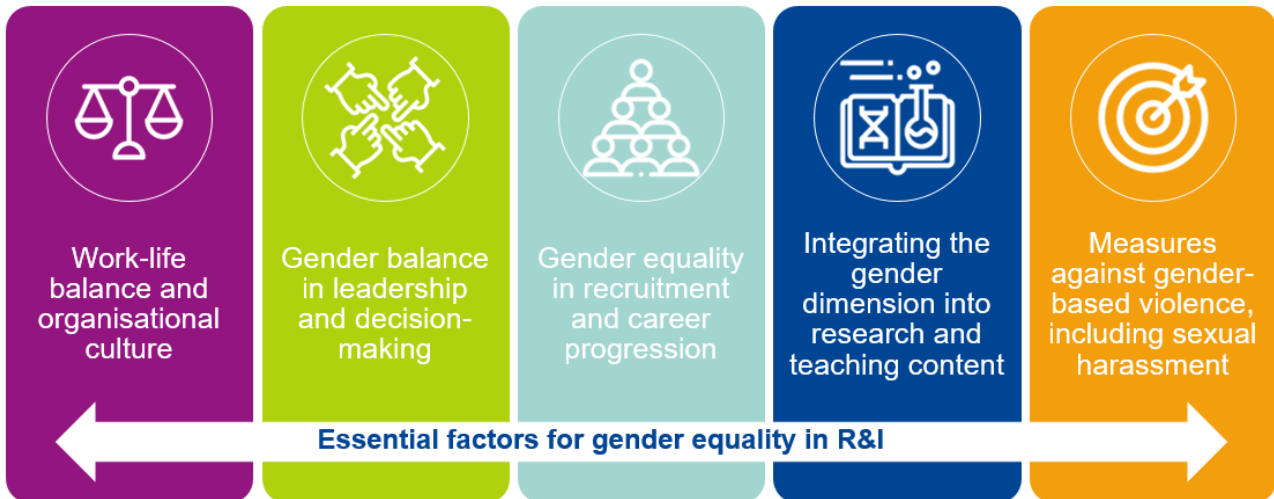 Work-life
balance and
organisational
culture
Gender balance
in leadership
and decision-
making
Gender equality
in recruitment
and career
progression
Integrating the
gender
dimension into
research and
teaching content
Measures
against gender-
based violence,
including sexual
harassment
Essential factors for gender equality in R&I